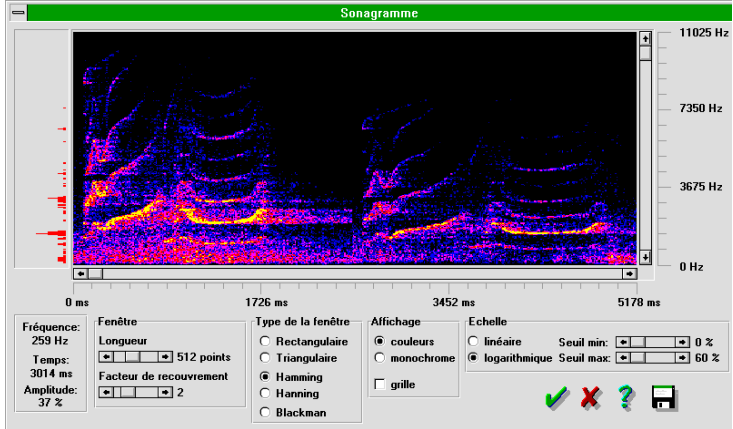 Sonagramme
11025 Hz
7350 Hz
3675 Hz
0 Hz
0 ms 1726 ms 3452 ms 5178 ms
Fréquence:
259 Hz
Temps:
3014 ms
Amplitude:
37 %
Fenêtre
Longueur
512 points
Facteur de recouvrement
2
Type de la fenêtre
Rectangulaire
Triangulaire
Hamming
Hanning
Blackman
Affichage
couleurs
monochrome
grille
Echelle
linéaire Seuil min: 0 %
logarithmique Seuil max: 60 %